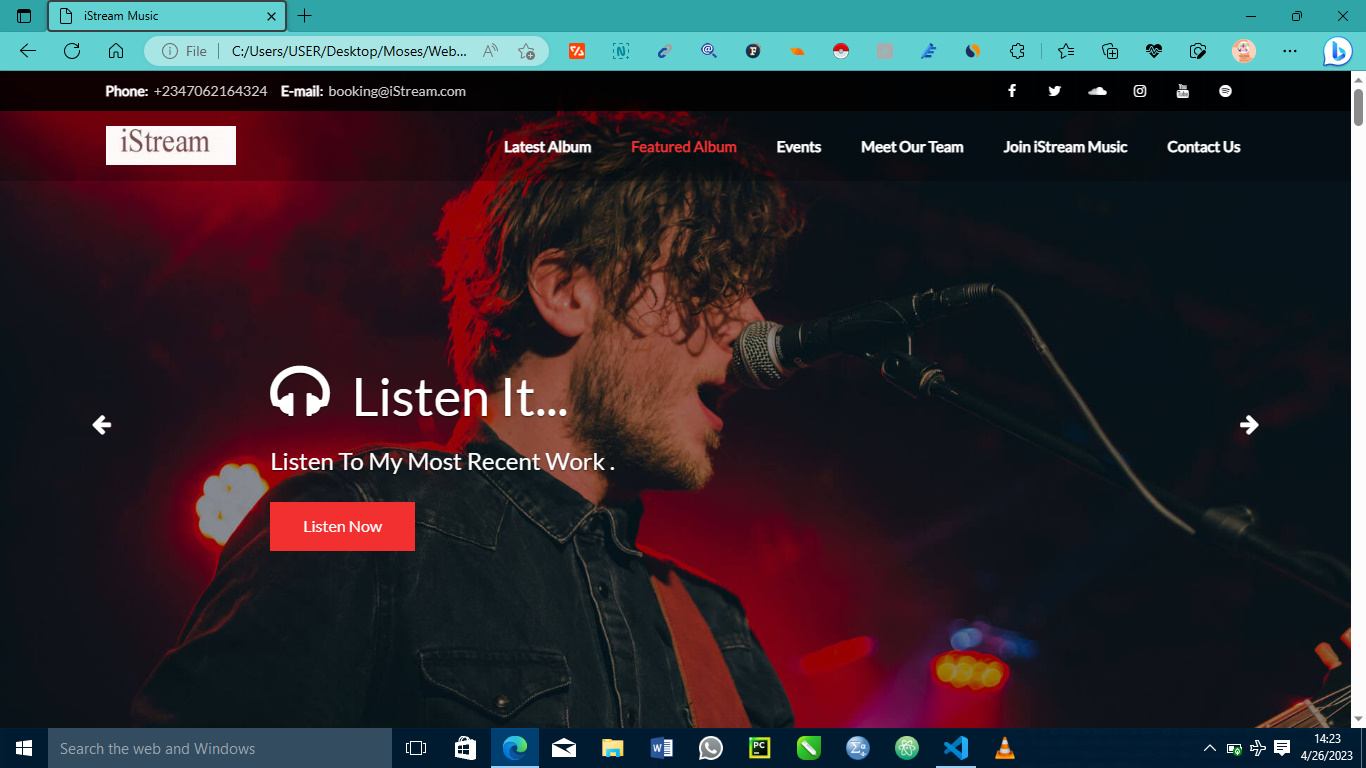 iStream Music
File
C:/Users/USER/Desktop/Moses/Web...
Phone: +2347062164324 E-mail: booking@iStream.com
iStream
Latest Album Featured Album Events Meet Our Team Join iStream Music Contact Us
Listen It...
Listen To My Most Recent Work .
Listen Now
Search the web and Windows
14:23
4/26/2023